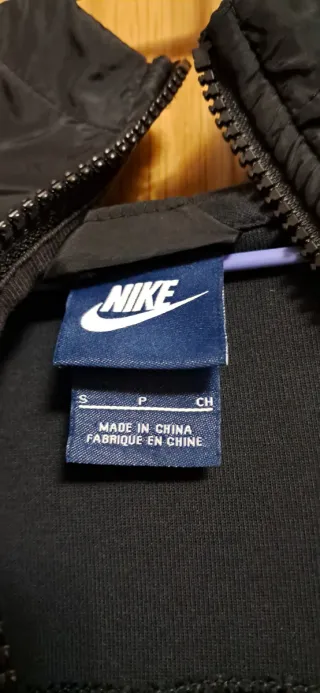 NIKE
S P CH
MADE IN CHINA
FABRIQUE EN CHINE